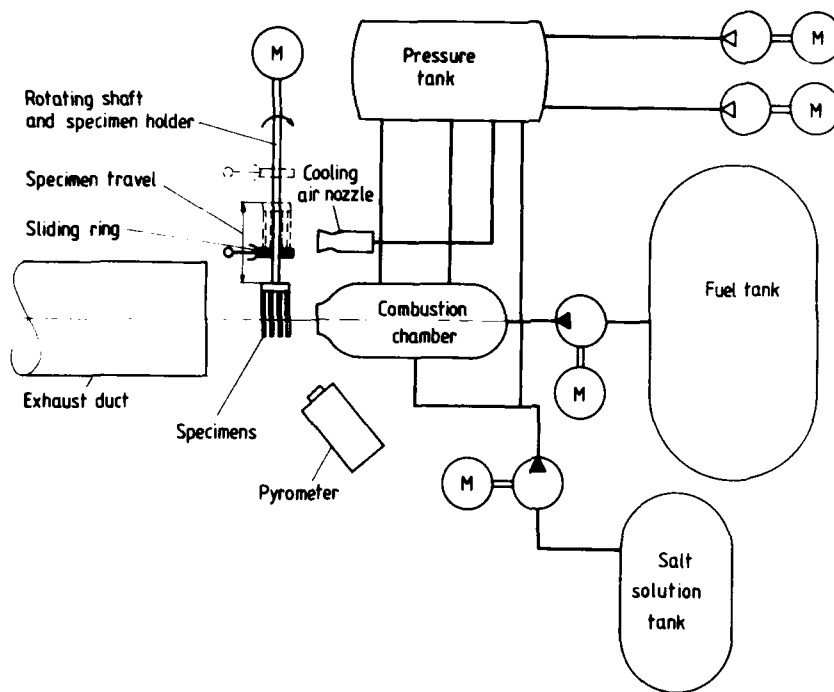 M
Pressure
tank
M
M
Rotating shaft
and specimen holder
Specimen travel
Sliding ring
Cooling
air nozzle
Combustion
chamber
Fuel tank
M
Exhaust duct
Specimens
Pyrometer
M
Salt
solution
tank